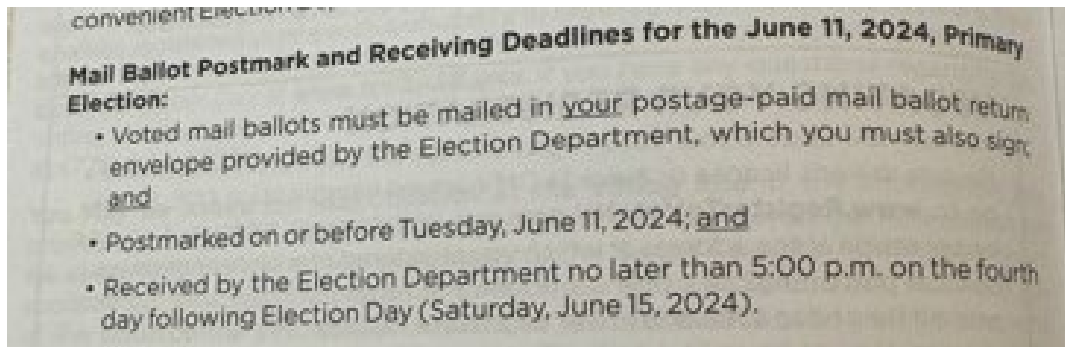 convenient Election
Mail Ballot Postmark and Receiving Deadlines for the June 11, 2024, Primary
Election:
• Voted mail ballots must be mailed in your postage-paid mail ballot return
envelope provided by the Election Department, which you must also sign;
and
• Postmarked on or before Tuesday, June 11, 2024; and
• Received by the Election Department no later than 5:00 p.m. on the fourth
day following Election Day (Saturday, June 15, 2024).